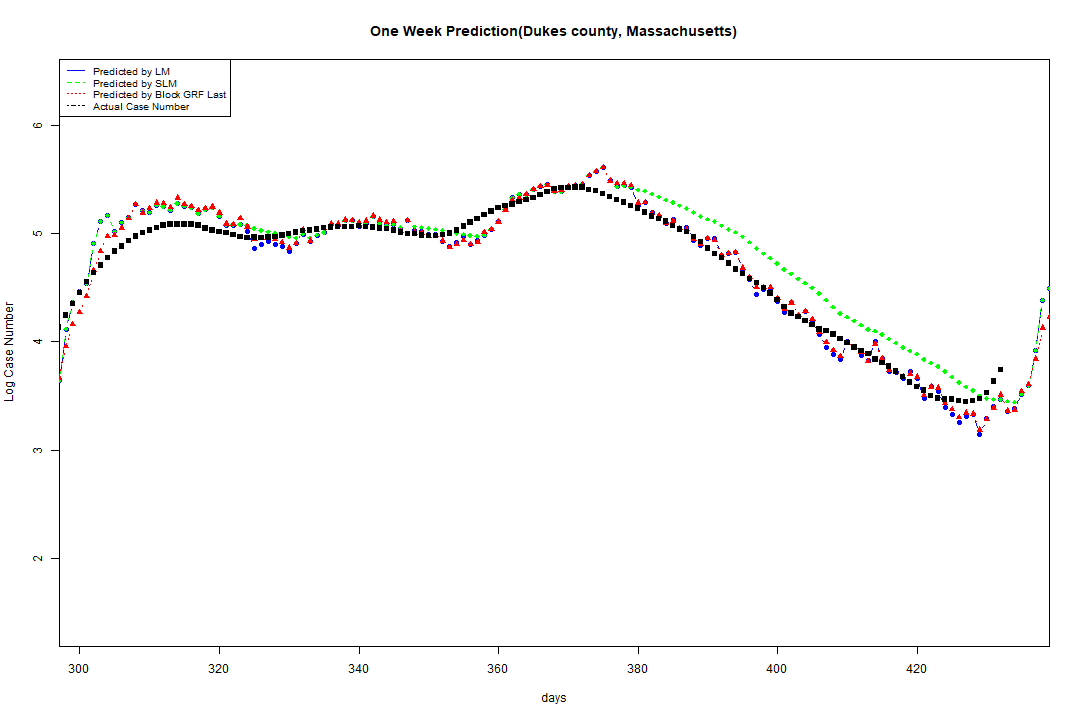 One Week Prediction(Dukes county, Massachusetts)
Predicted by LM
Predicted by SLM
Predicted by Block GRF Last
Actual Case Number
6
5
4
3
2
Log Case Number
300 320 340 360 380 400 420
days